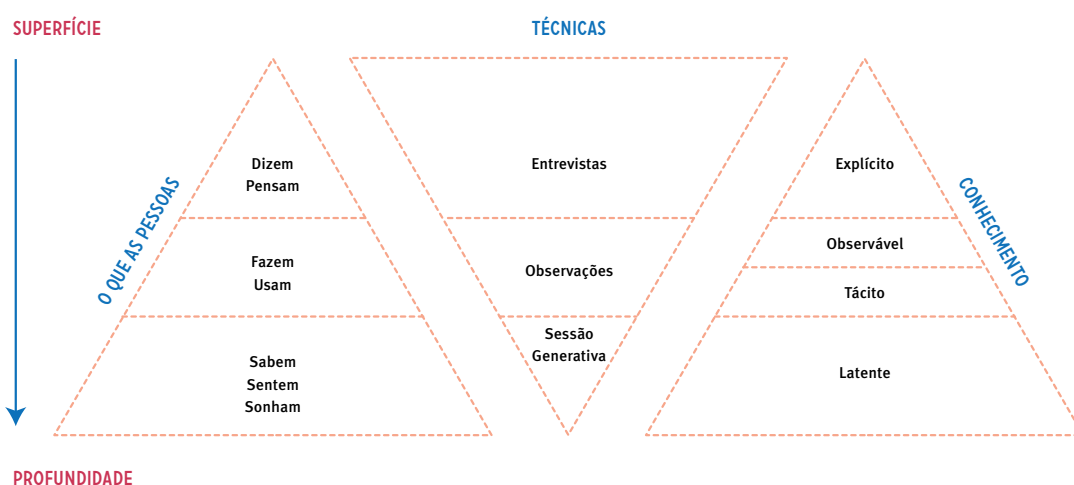 SUPERFÍCIE
TÉCNICAS
O QUE AS PESSOAS
Dizem
Pensam
Fazem
Usam
Sabem
Sentem
Sonham
Entrevistas
Observações
Sessão
Generativa
CONHECIMENTO
Explícito
Observável
Tácito
Latente
PROFUNDIDADE